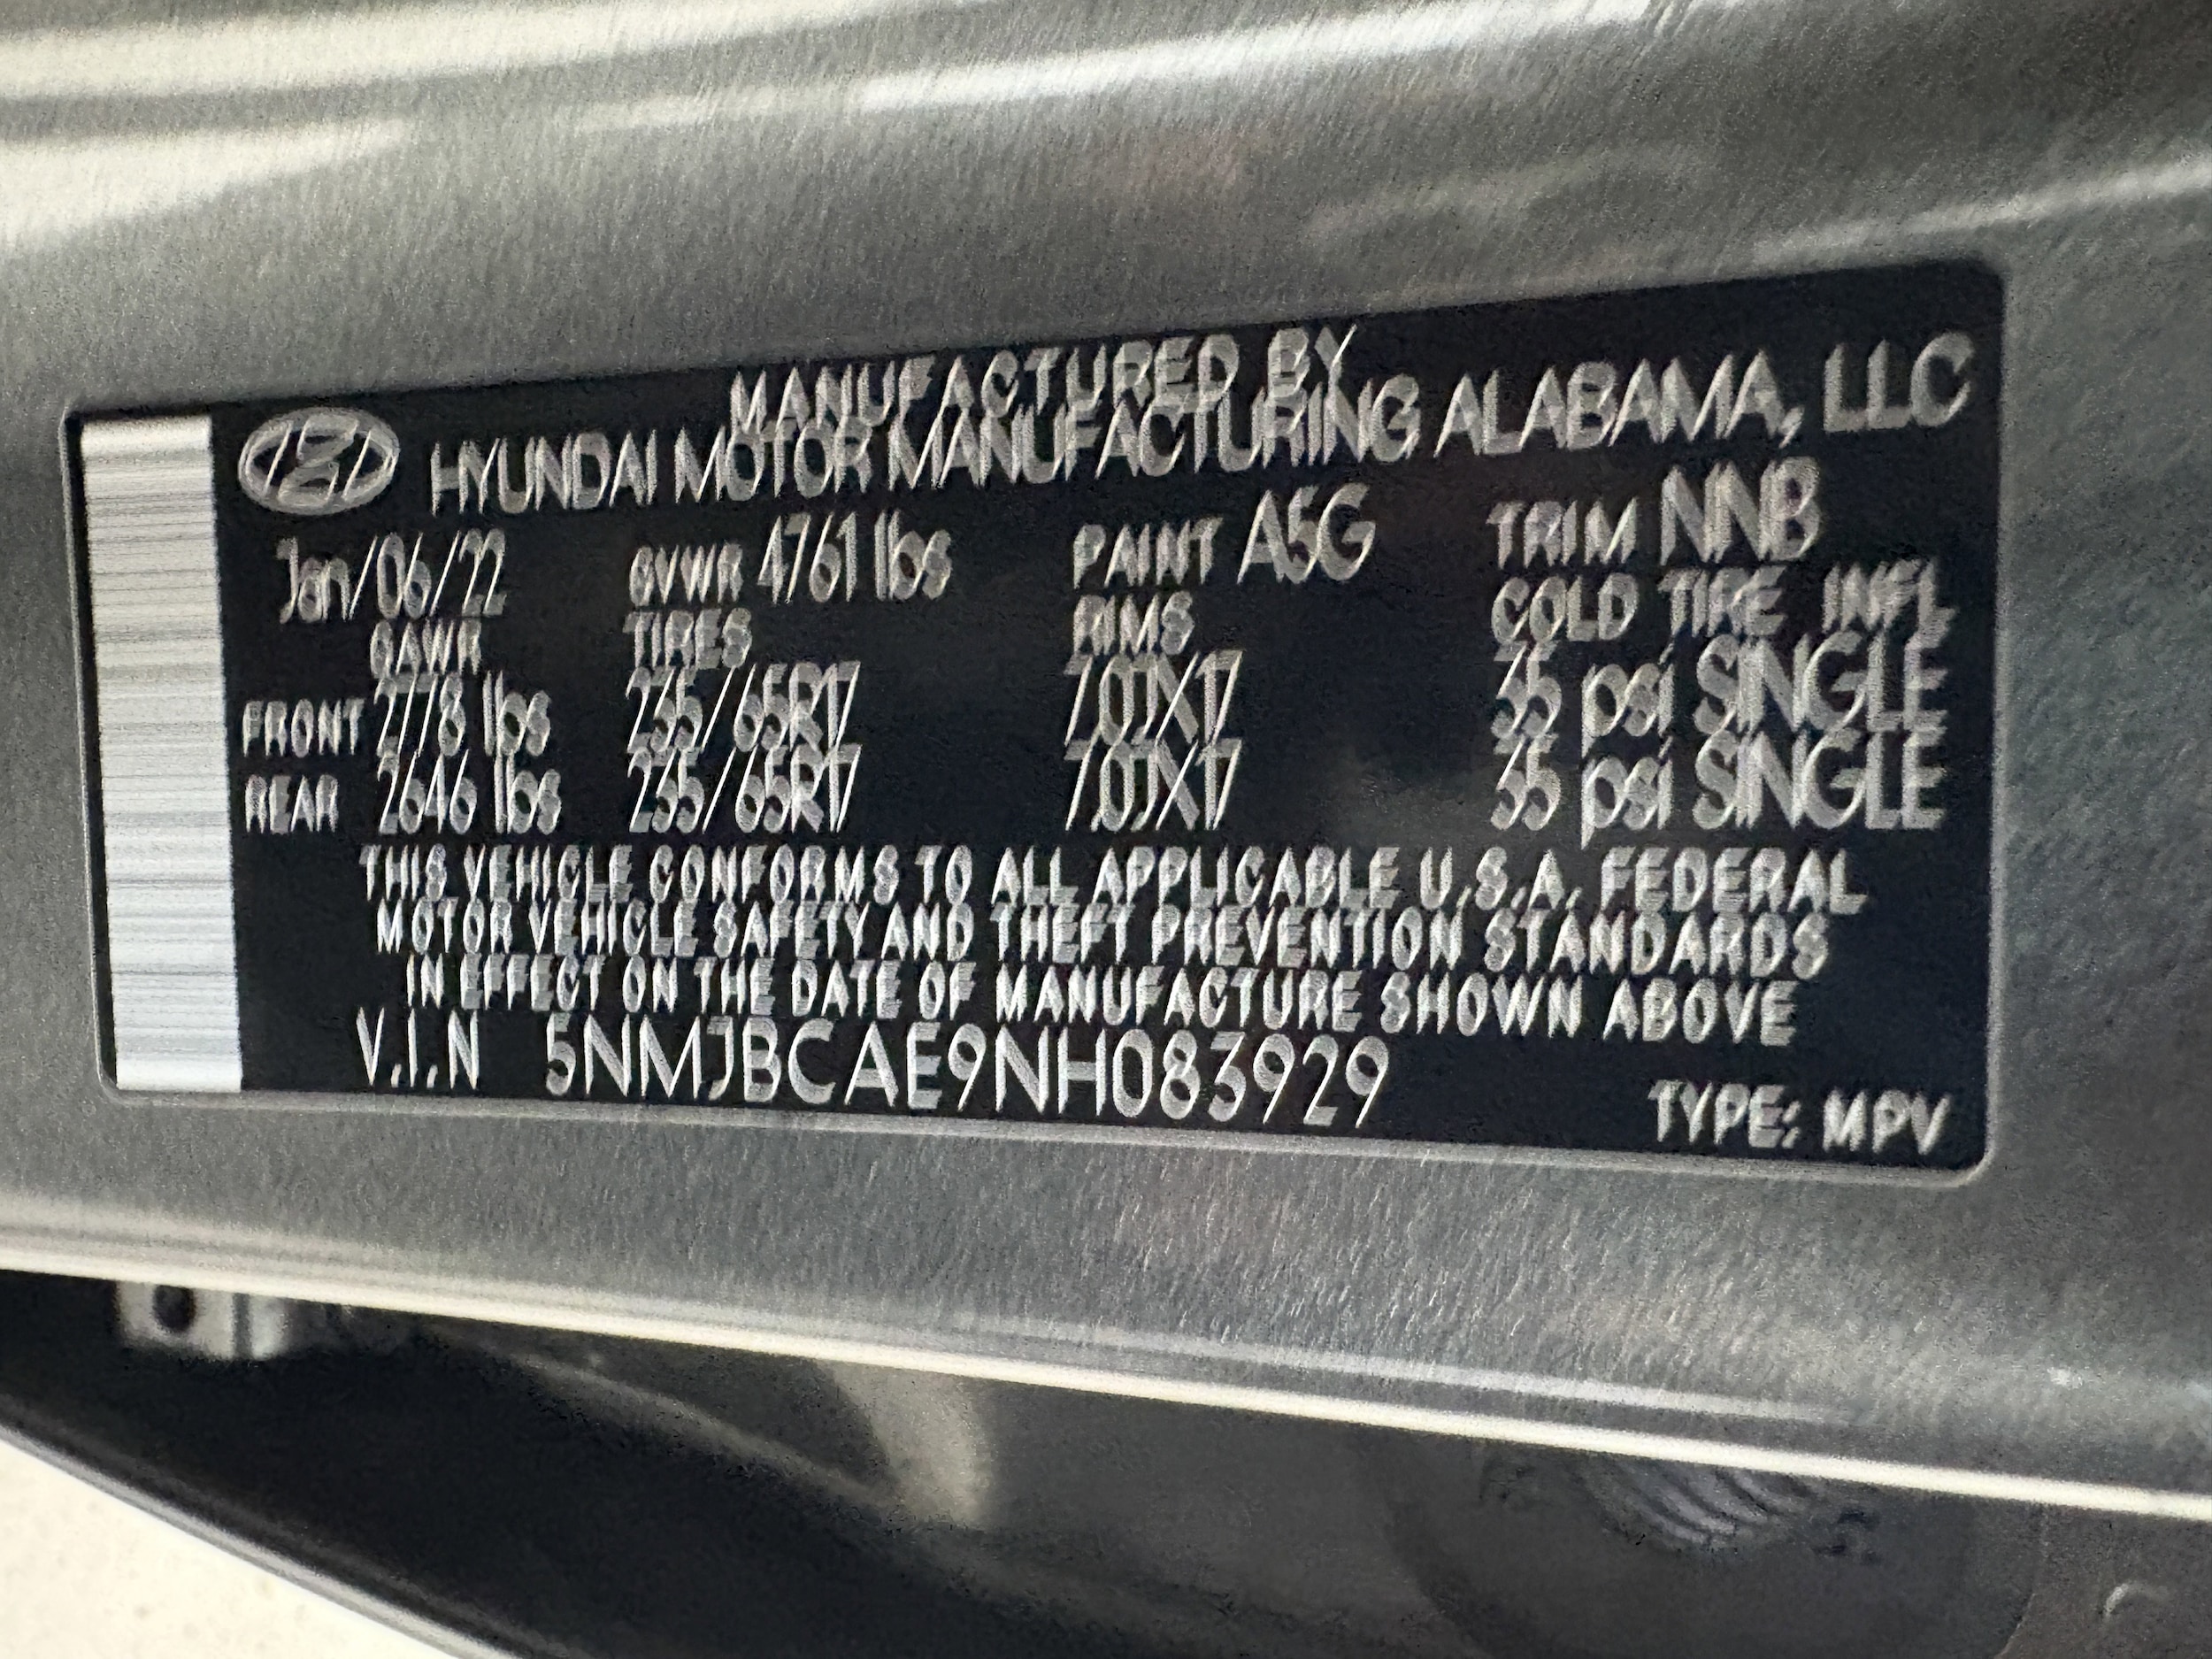 MANUFACTURED BY
HYUNDAI MOTOR MANUFACTURING ALABAMA, LLC
Jan/06/22 GVWR 4761 lbs PAINT A5G TRIM NNB
GAWR TIRES RIMS COLD TIRE INFL
FRONT 2778 lbs 235/65R17 7.0JX17 35 psi SINGLE
REAR 2646 lbs 235/65R17 7.0JX17 35 psi SINGLE
THIS VEHICLE CONFORMS TO ALL APPLICABLE U.S.A. FEDERAL
MOTOR VEHICLE SAFETY AND THEFT PREVENTION STANDARDS
IN EFFECT ON THE DATE OF MANUFACTURE SHOWN ABOVE
V.I.N 5NMJBCAE9NH083929
TYPE: MPV